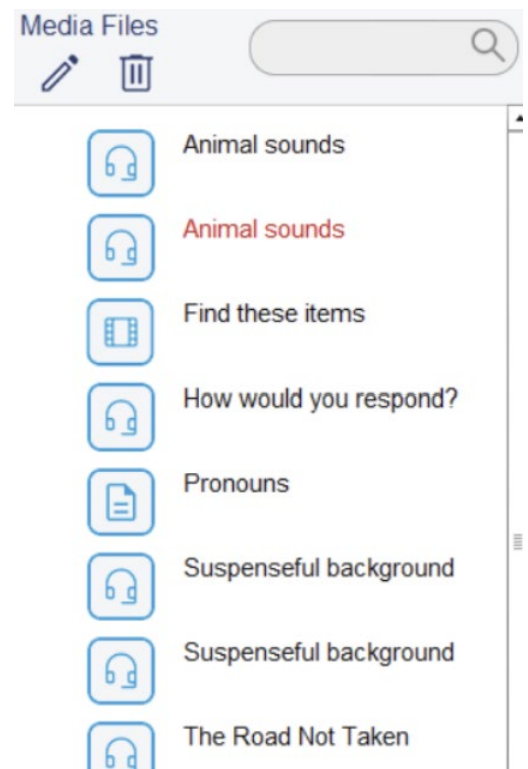 Media Files
Animal sounds
Animal sounds
Find these items
How would you respond?
Pronouns
Suspenseful background
Suspenseful background
The Road Not Taken